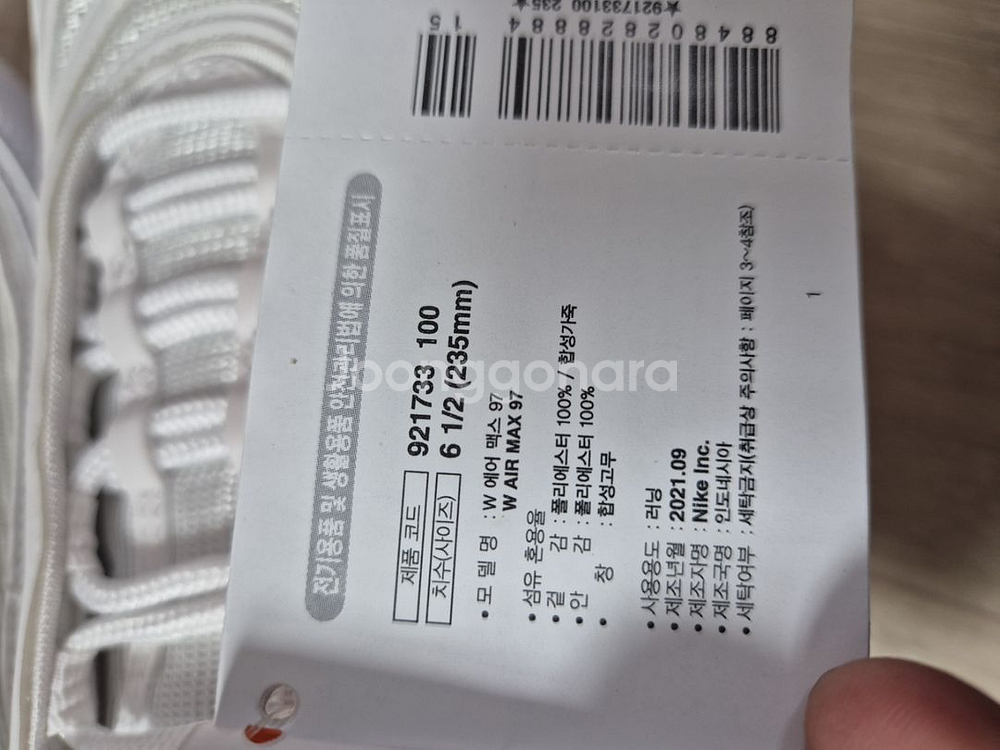 ★921733100 235★
8 8 4 8 0 2 8 2 8 8 8 8 4
1 5
전기용품 및 생활용품 안전관리법에 의한 품질표시
제품 코드 921733 100
치수(사이즈) 6 1/2 (235mm)
• 모 델 명 : W 에어 맥스 97
W AIR MAX 97
• 섬유 혼용율
• 겉 감 : 폴리에스터 100% / 합성가죽
• 안 감 : 폴리에스터 100%
• 창 : 합성고무
• 사용용도 : 러닝
• 제조년월 : 2021.09
• 제조자명 : Nike Inc.
• 제조국명 : 인도네시아
• 세탁여부 : 세탁금지(취급상 주의사항 : 페이지 3~4참조)
1
joonggonara